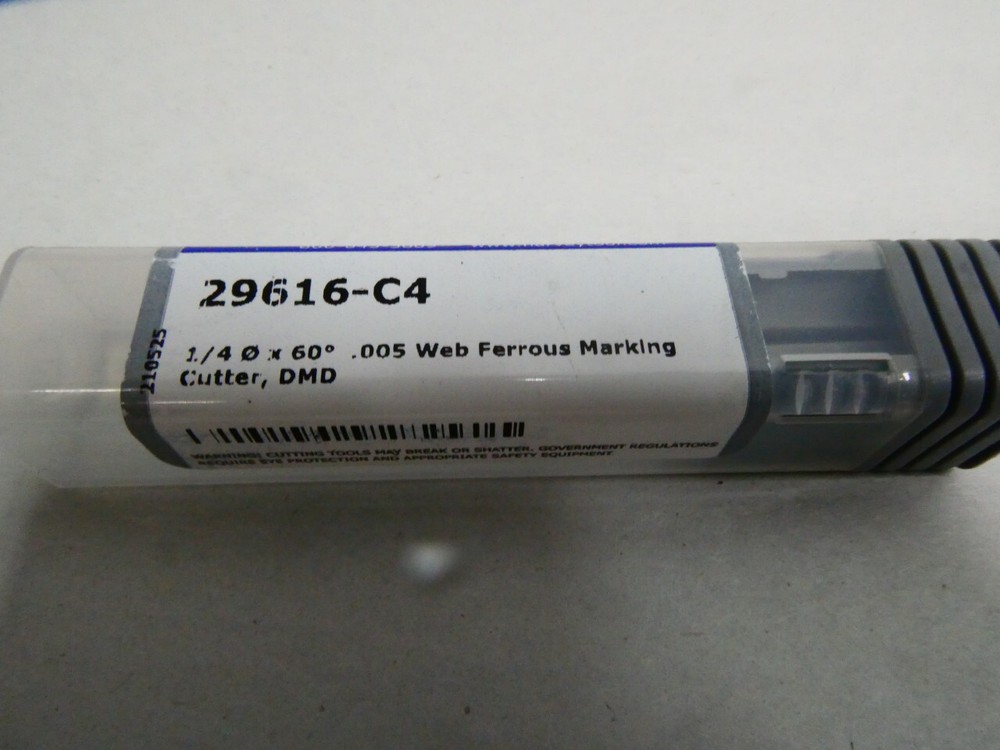 29616-C4
210525
1/4 Ø x 60° .005 Web Ferrous Marking
Cutter, DMD
WARNING! CUTTING TOOLS MAY BREAK OR SHATTER. GOVERNMENT REGULATIONS
REQUIRE EYE PROTECTION AND APPROPRIATE SAFETY EQUIPMENT.